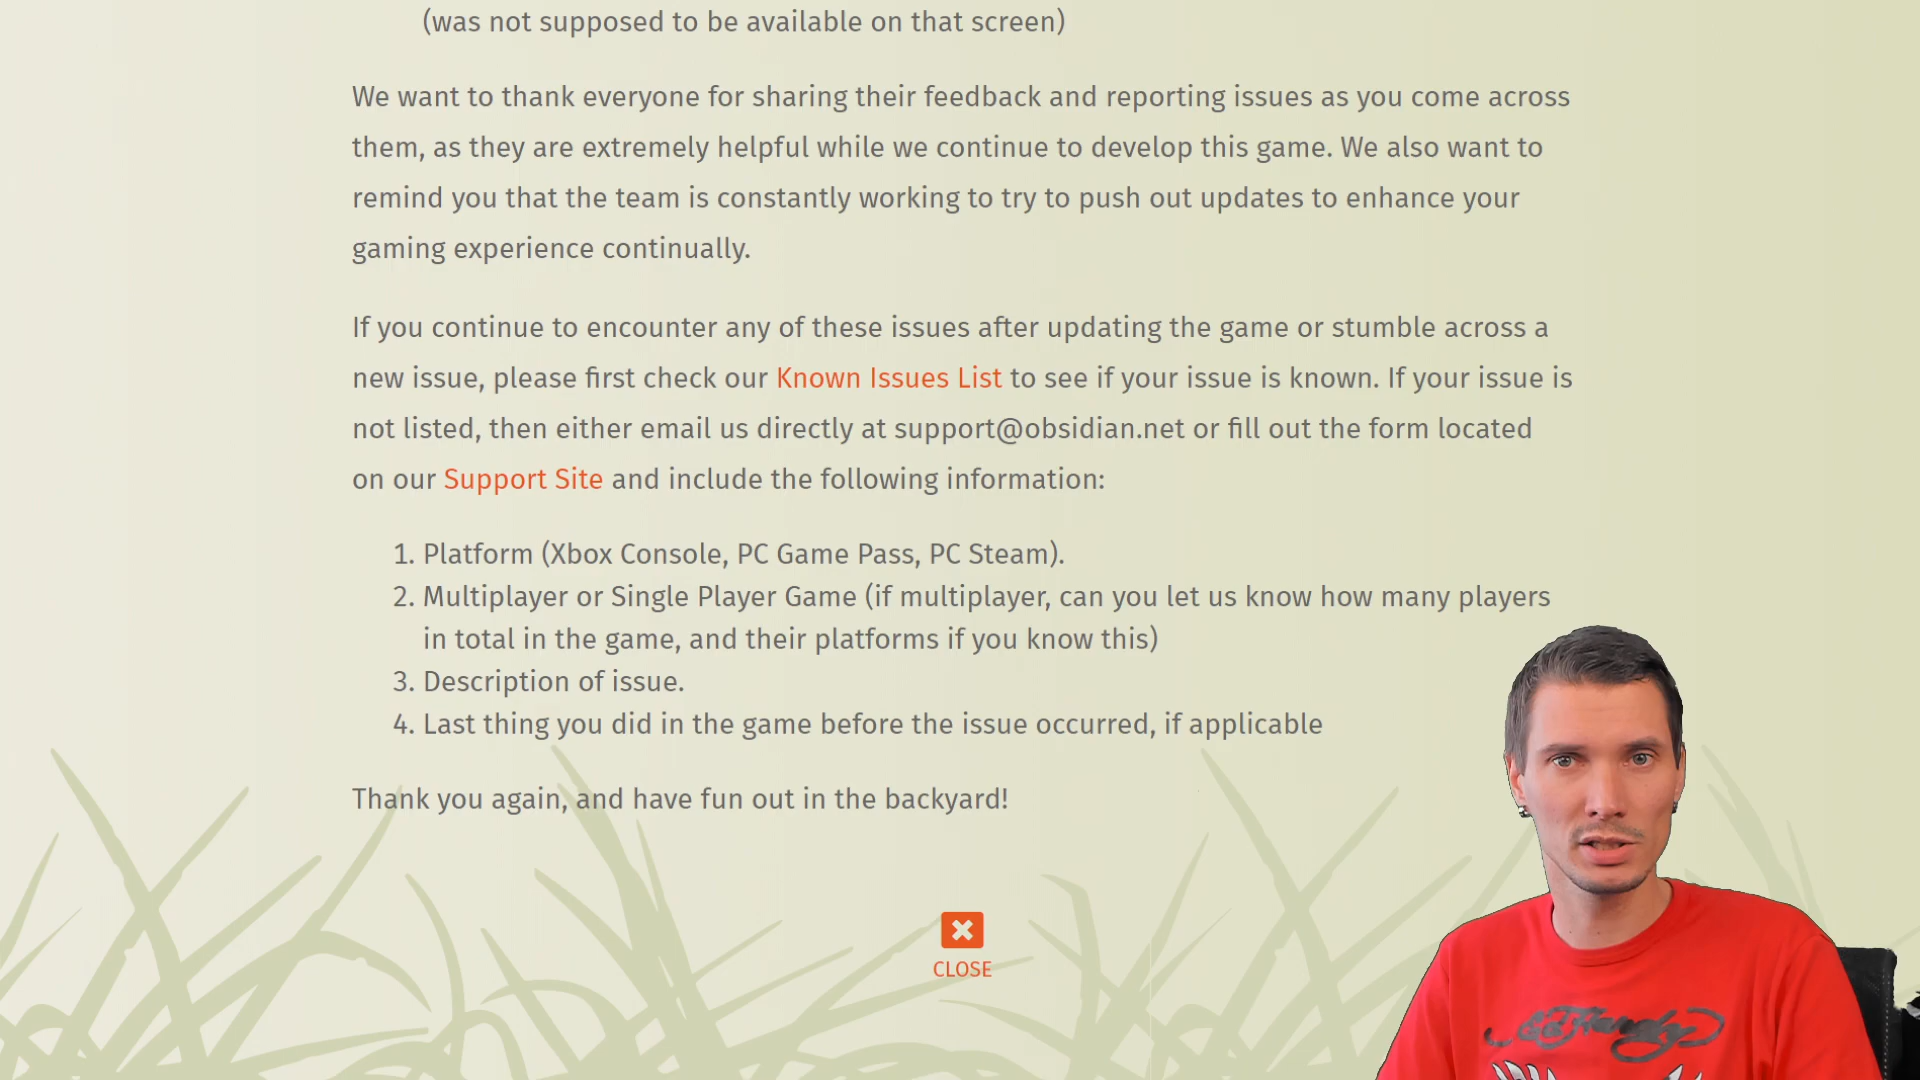 (was not supposed to be available on that screen)
We want to thank everyone for sharing their feedback and reporting issues as you come across
them, as they are extremely helpful while we continue to develop this game. We also want to
remind you that the team is constantly working to try to push out updates to enhance your
gaming experience continually.
If you continue to encounter any of these issues after updating the game or stumble across a
new issue, please first check our Known Issues List to see if your issue is known. If your issue is
not listed, then either email us directly at support@obsidian.net or fill out the form located
on our Support Site and include the following information:
1. Platform (Xbox Console, PC Game Pass, PC Steam).
2. Multiplayer or Single Player Game (if multiplayer, can you let us know how many players
in total in the game, and their platforms if you know this)
3. Description of issue.
4. Last thing you did in the game before the issue occurred, if applicable
Thank you again, and have fun out in the backyard!
CLOSE
Ed Hardy